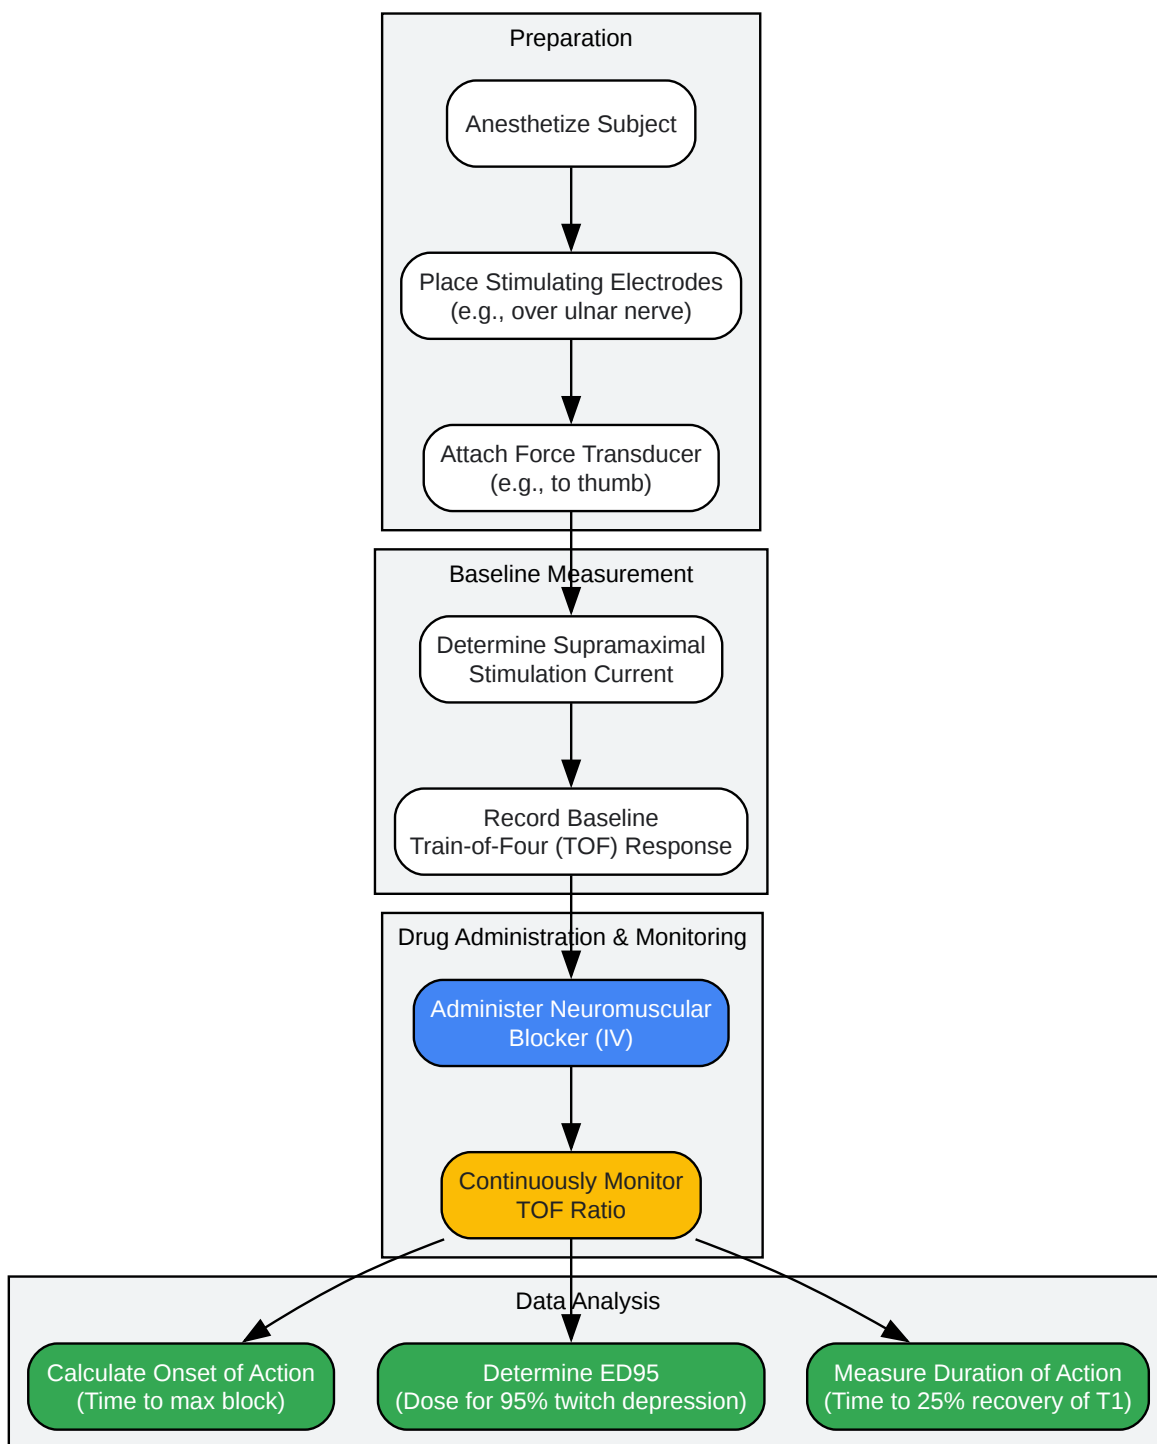 Preparation
Anesthetize Subject
Place Stimulating Electrodes
(e.g., over ulnar nerve)
Attach Force Transducer
(e.g., to thumb)
Baseline Measurement
Determine Supramaximal
Stimulation Current
Record Baseline
Train-of-Four (TOF) Response
Drug Administration & Monitoring
Administer Neuromuscular
Blocker (IV)
Continuously Monitor
TOF Ratio
Data Analysis
Calculate Onset of Action
(Time to max block)
Determine ED95
(Dose for 95% twitch depression)
Measure Duration of Action
(Time to 25% recovery of T1)